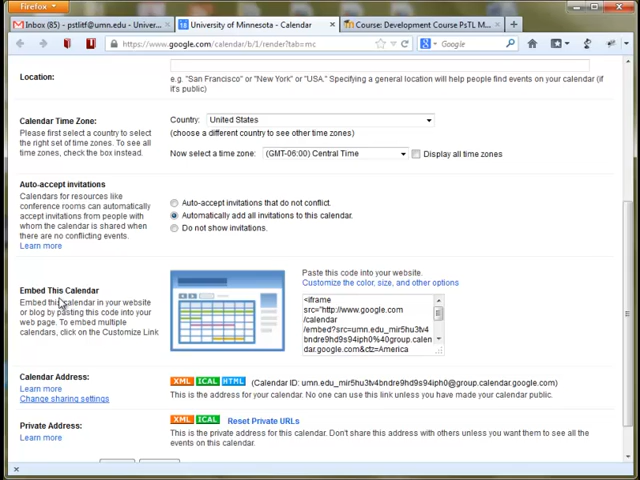 Firefox
Inbox (85) - pstlitf@umn.edu - Univer...
18 University of Minnesota - Calendar
Course: Development Course PsTL M...
https://www.google.com/calendar/b/1/render?tab=mc
Google
Location:
e.g. "San Francisco" or "New York" or "USA." Specifying a general location will help people find events on your calendar (if
it's public)
Calendar Time Zone:
Please first select a country to select
the right set of time zones. To see all
time zones, check the box instead.
Country: United States
(choose a different country to see other time zones)
Now select a time zone: (GMT-06:00) Central Time
Display all time zones
Auto-accept invitations
Calendars for resources like
conference rooms can automatically
accept invitations from people with
whom the calendar is shared when
there are no conflicting events.
Learn more
Auto-accept invitations that do not conflict.
Automatically add all invitations to this calendar.
Do not show invitations.
Embed This Calendar
Embed this calendar in your website
or blog by pasting this code into your
web page. To embed multiple
calendars, click on the Customize Link
Paste this code into your website.
Customize the color, size, and other options
<iframe
src="http://www.google.com
/calendar
/embed?src=umn.edu_mir5hu3tv4
bndre9hd9s94iph0%40group.calen
dar.google.com&ctz=America
Calendar Address:
Learn more
Change sharing settings
XML ICAL HTML (Calendar ID: umn.edu_mir5hu3tv4bndre9hd9s94iph0@group.calendar.google.com)
This is the address for your calendar. No one can use this link unless you have made your calendar public.
Private Address:
Learn more
XML ICAL Reset Private URLs
This is the private address for this calendar. Don't share this address with others unless you want them to see all the
events on this calendar.